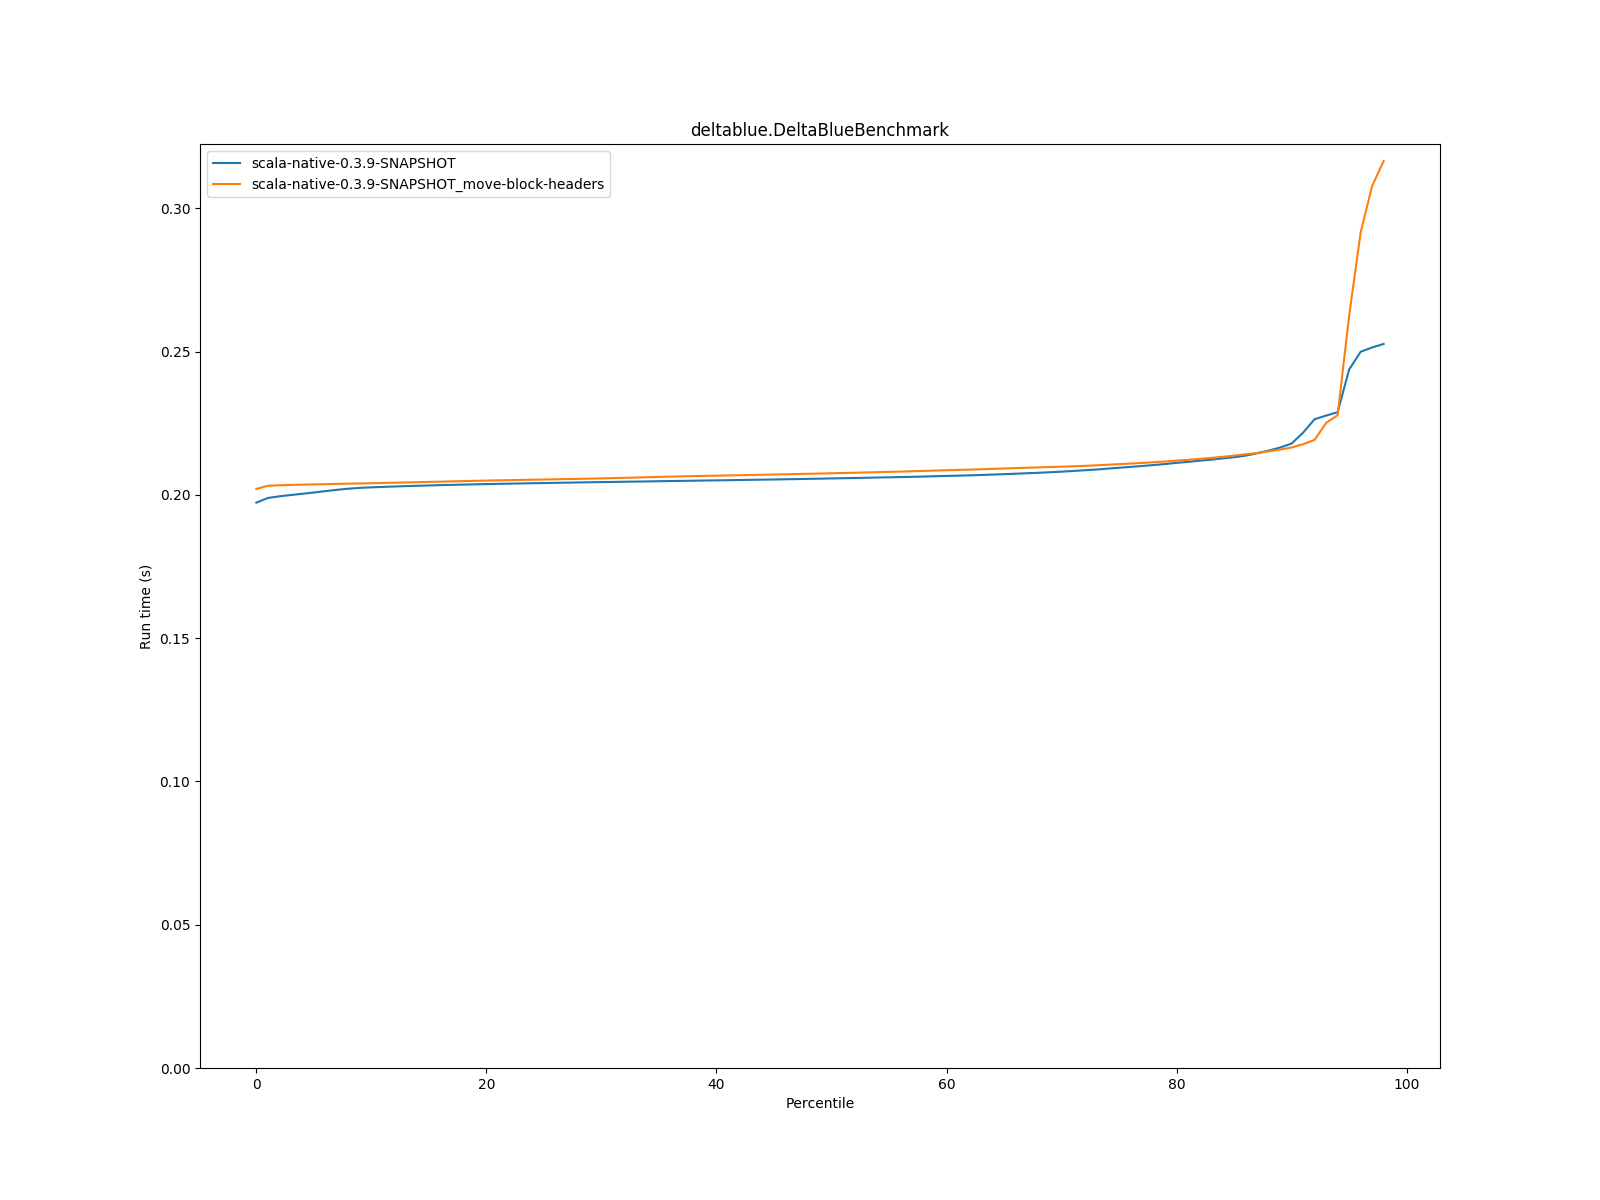 deltablue.DeltaBlueBenchmark
scala-native-0.3.9-SNAPSHOT
scala-native-0.3.9-SNAPSHOT_move-block-headers
0.30
0.25
0.20
0.15
0.10
0.05
0.00
Run time (s)
0 20 40 60 80 100
Percentile